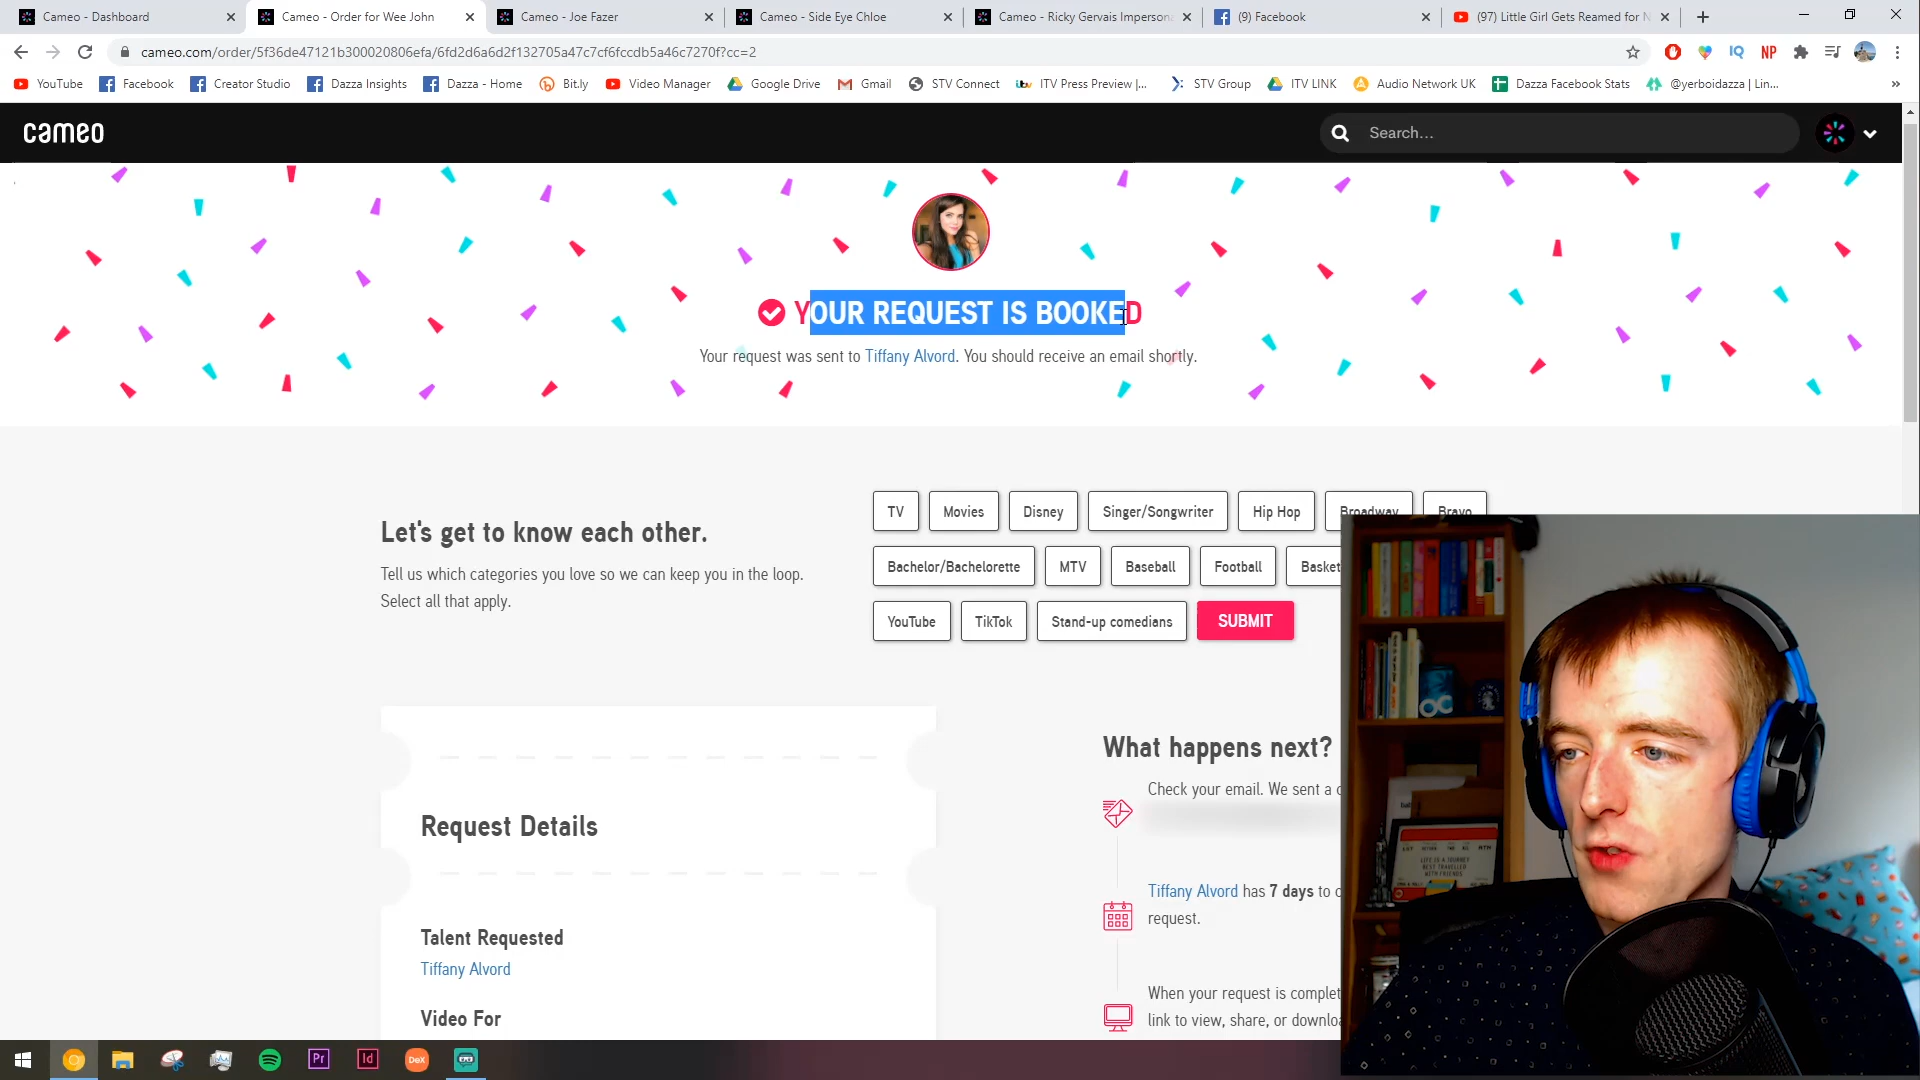 Cameo - Dashboard
Cameo - Order for Wee John
Cameo - Joe Fazer
Cameo - Side Eye Chloe
Cameo - Ricky Gervais Impersona
(9) Facebook
(97) Little Girl Gets Reamed for N
cameo.com/order/5f36de47121b300020806efa/6fd2d6a6d2f132705a47c7cf6fccdb5a46c7270f?cc=2
IQ
NP
YouTube
Facebook
Creator Studio
Dazza Insights
Dazza - Home
Bit.ly
Video Manager
Google Drive
Gmail
STV Connect
ITV Press Preview |...
STV Group
ITV LINK
Audio Network UK
Dazza Facebook Stats
@yerboidazza | Lin...
cameo
Search...
YOUR REQUEST IS BOOKED
Your request was sent to Tiffany Alvord. You should receive an email shortly.
Let's get to know each other.
Tell us which categories you love so we can keep you in the loop.
Select all that apply.
TV
Movies
Disney
Singer/Songwriter
Hip Hop
Broadway
Bravo
Bachelor/Bachelorette
MTV
Baseball
Football
Basket
YouTube
TikTok
Stand-up comedians
SUBMIT
Request Details
Talent Requested
Tiffany Alvord
Video For
What happens next?
Check your email. We sent a c
Tiffany Alvord has 7 days to c
request.
When your request is complet
link to view, share, or downloa
Pr
Id
DeX